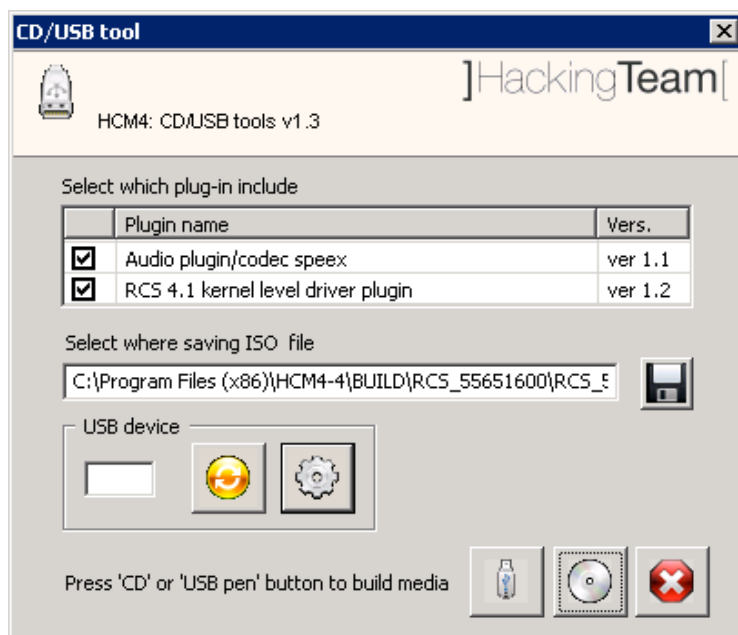 CD/USB tool
]HackingTeam[
HCM4: CD/USB tools v1.3
Select which plug-in include
Plugin name Vers.
Audio plugin/codec speex ver 1.1
RCS 4.1 kernel level driver plugin ver 1.2
Select where saving ISO file
C:\Program Files (x86)\HCM4-4\BUILD\RCS_55651600\RCS_5
USB device
Press 'CD' or 'USB pen' button to build media